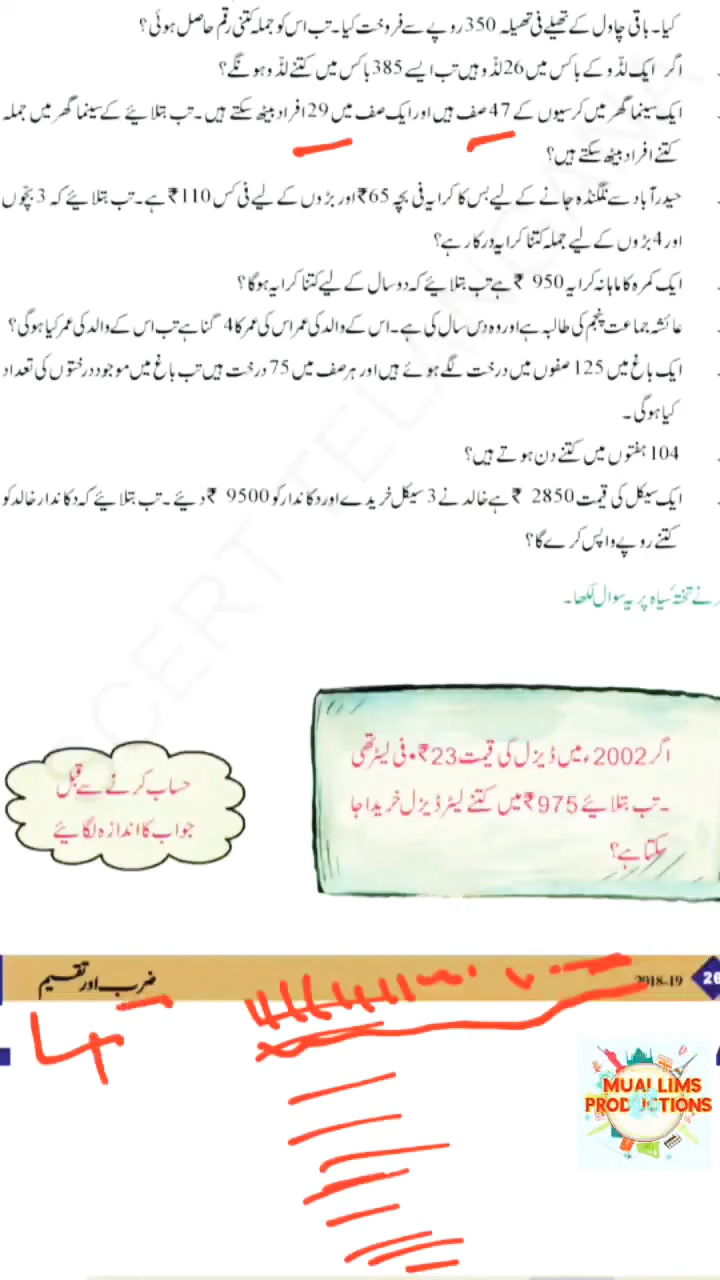 کیا۔ باقی چاول کے تھیلے فی تھیلہ 350 روپے سے فروخت کیا۔ تب اس کو جملہ کتنی رقم حاصل ہوئی؟
اگر ایک لڈو کے باکس میں 26 لڈو ہیں تب ایسے 385 باکس میں کتنے لڈو ہونگے؟
ایک سینما گھر میں کرسیوں کے 47 صف ہیں اور ایک صف میں 29 افراد بیٹھ سکتے ہیں۔ تب بتلائیے کے سینما گھر میں جملہ
کتنے افراد بیٹھ سکتے ہیں؟
حیدرآباد سے نلگنڈہ جانے کے لیے بس کا کرایہ فی بچہ 65₹ اور بڑوں کے لیے فی کس 110₹ ہے۔ تب بتلائیے کہ 3 بچوں
اور 4 بڑوں کے لیے جملہ کتنا کرایہ درکار ہے؟
ایک کمرہ کا ماہانہ کرایہ 950 ₹ ہے تب بتلائیے کہ دو سال کے لیے کتنا کرایہ ہوگا؟
عائشہ جماعت پنجم کی طالبہ ہے اور وہ دس سال کی ہے۔ اس کے والد کی عمر اس کی عمر کا 4 گنا ہے تب اس کے والد کی عمر کیا ہوگی؟
ایک باغ میں 125 صفوں میں درخت لگے ہوئے ہیں اور ہر صف میں 75 درخت ہیں تب باغ میں موجود درختوں کی تعداد
کیا ہوگی۔
104 ہفتوں میں کتنے دن ہوتے ہیں؟
ایک سیکل کی قیمت 2850 ₹ ہے خالد نے 3 سیکل خریدے اور دکاندار کو 9500 ₹ دیئے۔ تب بتلائیے کہ دکاندار خالد کو
کتنے روپے واپس کرے گا؟
نے تختۂ سیاہ پر یہ سوال لکھا۔
اگر 2002ء میں ڈیزل کی قیمت 23₹ فی لیٹر تھی
۔ تب بتلائیے 975₹ میں کتنے لیٹر ڈیزل خریدا جا
سکتا ہے؟
حساب کرنے سے قبل
جواب کا اندازہ لگائیے
26
2018-19
ضرب اور تقسیم
4
MUALLIMS
PRODUCTIONS
SCERT TELANGANA